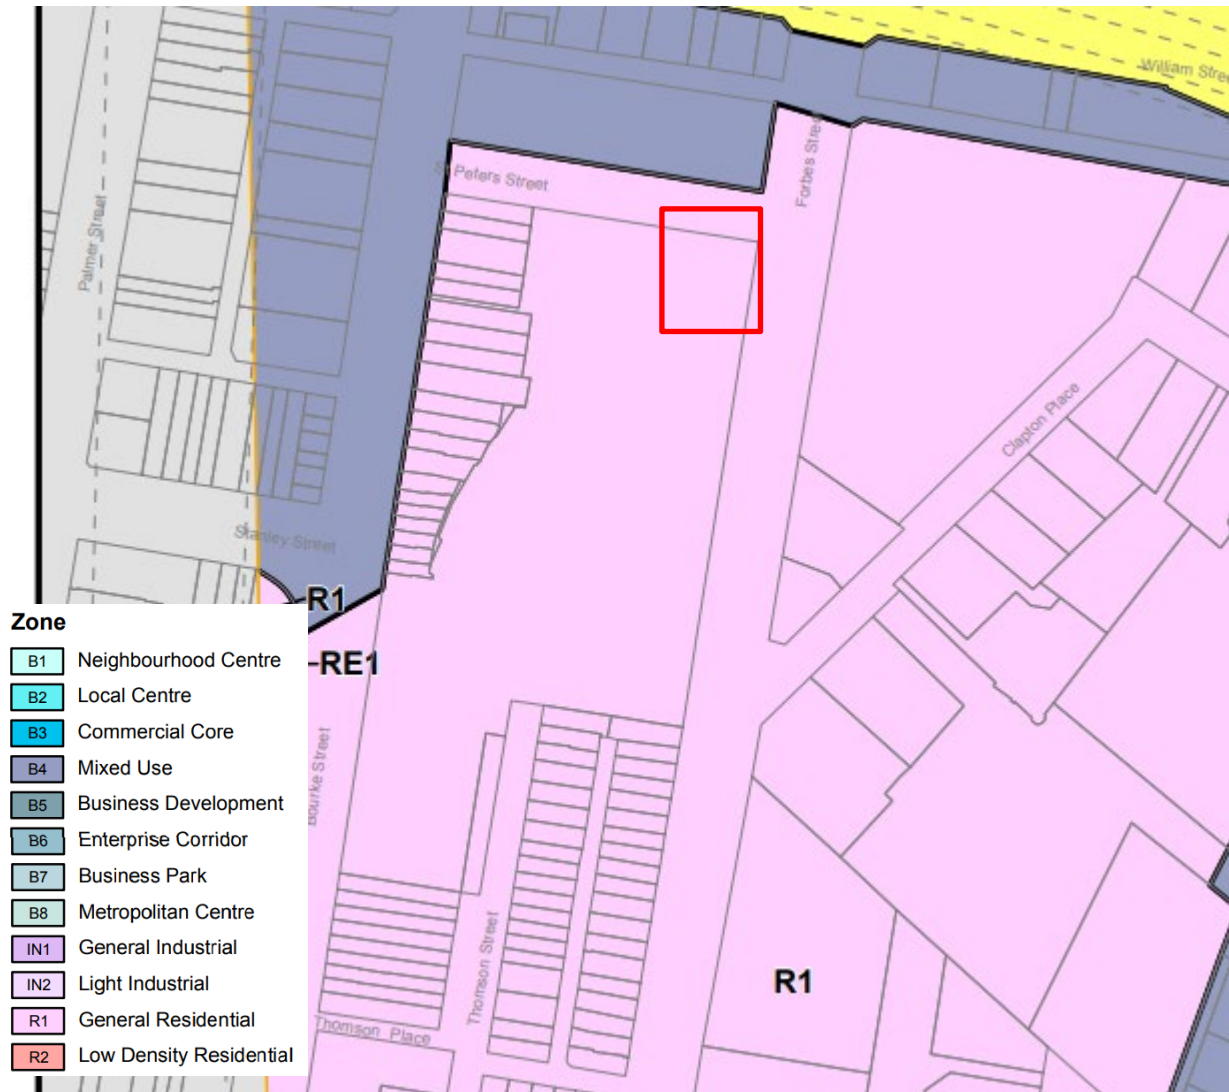 William Stre
St Peters Street
Forbes Street
Palmer Street
Clapton Place
Stanley Street
R1
-RE1
Zone
B1 Neighbourhood Centre
B2 Local Centre
B3 Commercial Core
B4 Mixed Use
B5 Business Development
B6 Enterprise Corridor
B7 Business Park
B8 Metropolitan Centre
IN1 General Industrial
IN2 Light Industrial
R1 General Residential
R2 Low Density Residential
Bourke Street
Thomson Street
Thomson Place
R1